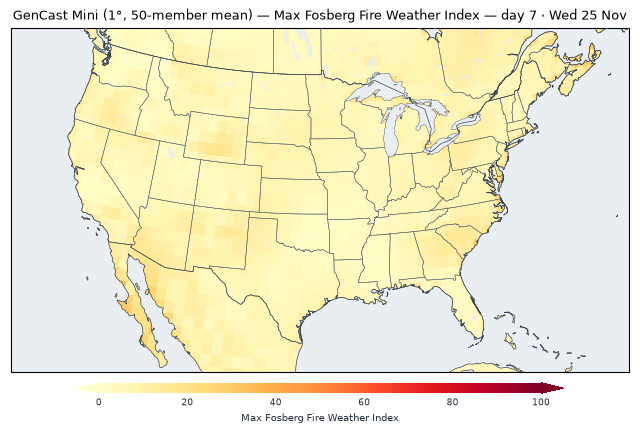 GenCast Mini (1°, 50-member mean) — Max Fosberg Fire Weather Index — day 7 · Wed 25 Nov
0 20 40 60 80 100
Max Fosberg Fire Weather Index